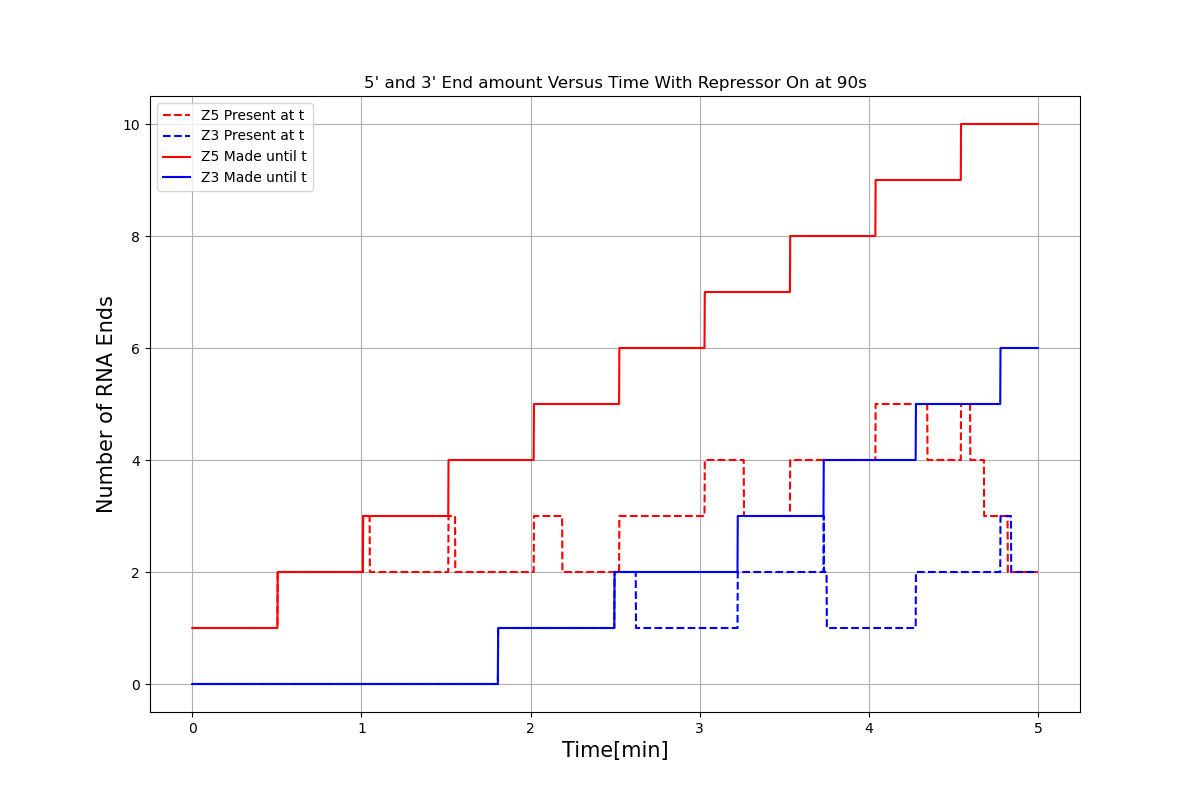 5' and 3' End amount Versus Time With Repressor On at 90s
Z5 Present at t
Z3 Present at t
Z5 Made until t
Z3 Made until t
10
8
6
4
2
0
Number of RNA Ends
0 1 2 3 4 5
Time[min]